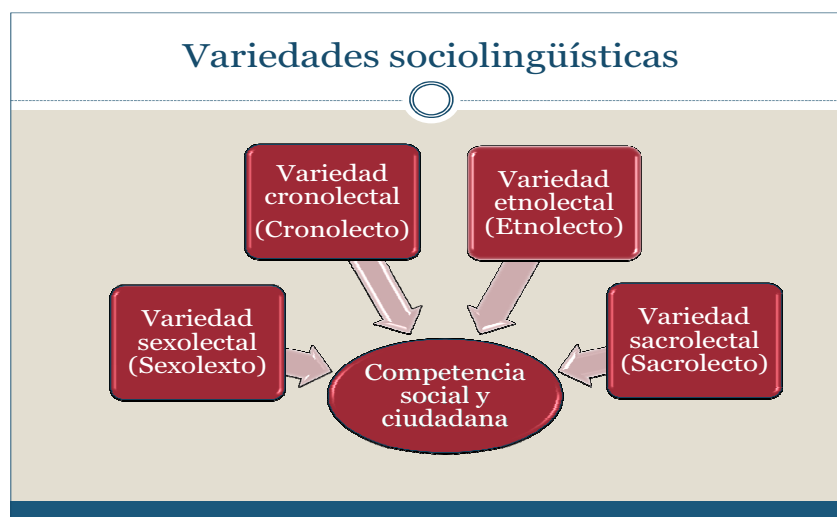 Variedades sociolingüísticas
Variedad
cronolectal
(Cronolecto)
Variedad
etnolectal
(Etnolecto)
Variedad
sexolectal
(Sexolexto)
Variedad
sacrolectal
(Sacrolecto)
Competencia
social y
ciudadana